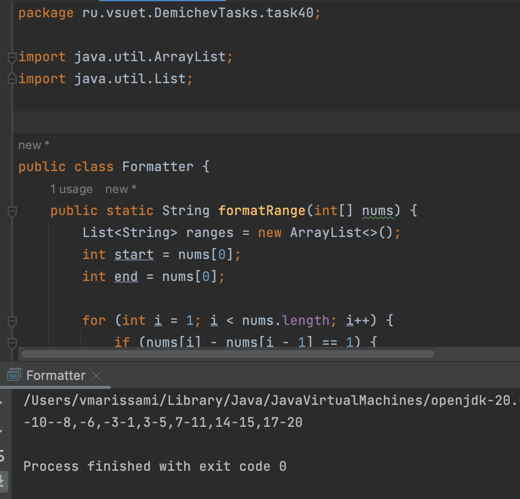 package ru.vsuet.DemichevTasks.task40;
import java.util.ArrayList;
import java.util.List;
new *
public class Formatter {
1 usage new *
public static String formatRange(int[] nums) {
List<String> ranges = new ArrayList<>();
int start = nums[0];
int end = nums[0];
for (int i = 1; i < nums.length; i++) {
if (nums[i] - nums[i - 1] == 1) {
Formatter
/Users/vmarissami/Library/Java/JavaVirtualMachines/openjdk-20.
-10--8,-6,-3-1,3-5,7-11,14-15,17-20
Process finished with exit code 0